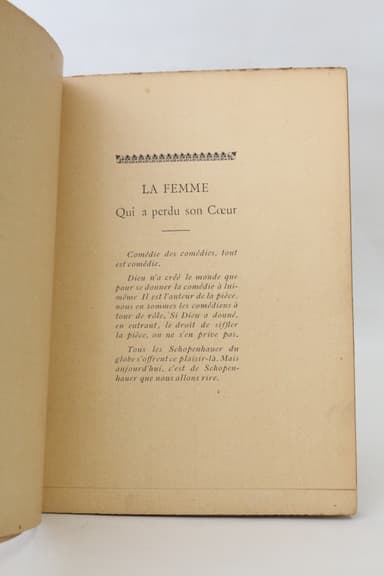 LA FEMME
Qui a perdu son Cœur
Comédie des comédies, tout
est comédie.
Dieu n'a créé le monde que
pour se donner la comédie à lui-
même Il est l'auteur de la pièce,
nous en sommes les comédiens à
tour de rôle. Si Dieu a donné,
en entrant, le droit de siffler
la pièce, on ne s'en prive pas.
Tous les Schopenhauer du
globe s'offrent ce plaisir-là. Mais
aujourd'hui, c'est de Schopen-
hauer que nous allons rire.